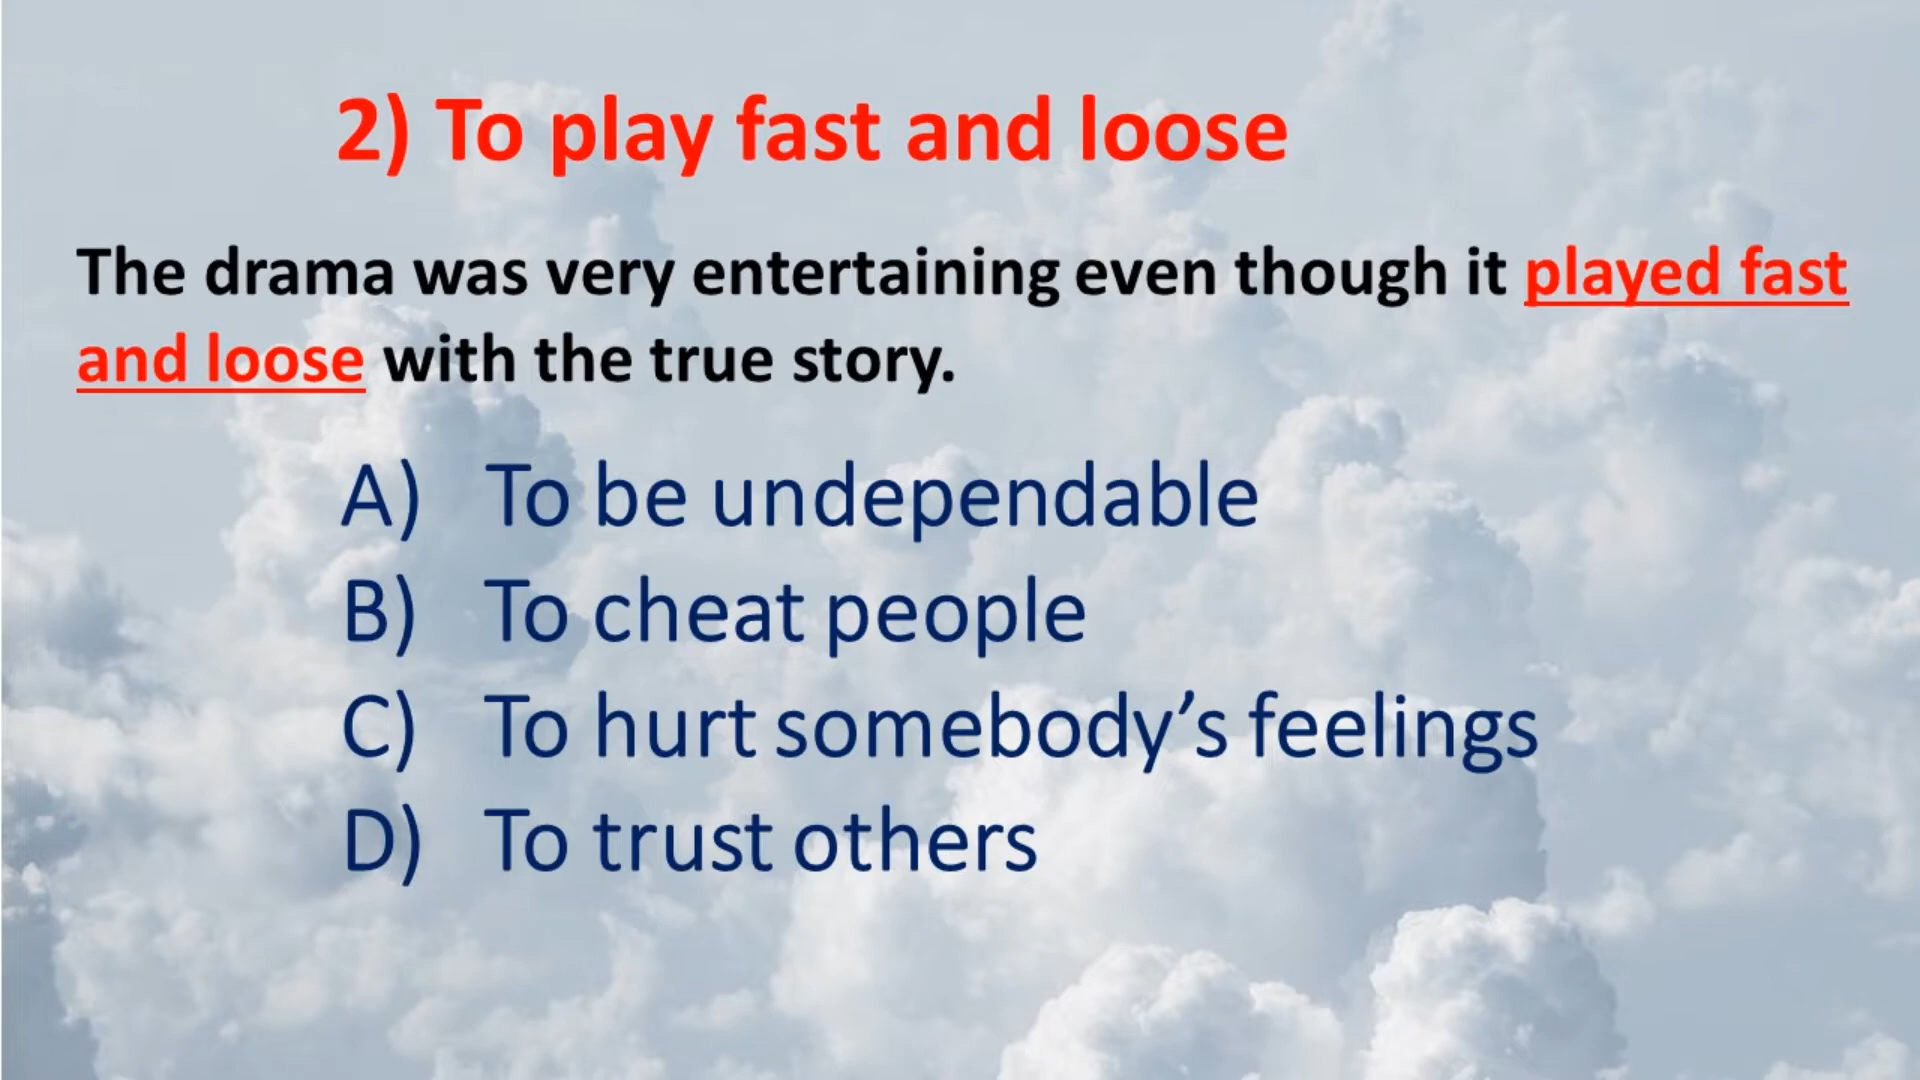 2) To play fast and loose
The drama was very entertaining even though it played fast
and loose with the true story.
A) To be undependable
B) To cheat people
C) To hurt somebody’s feelings
D) To trust others